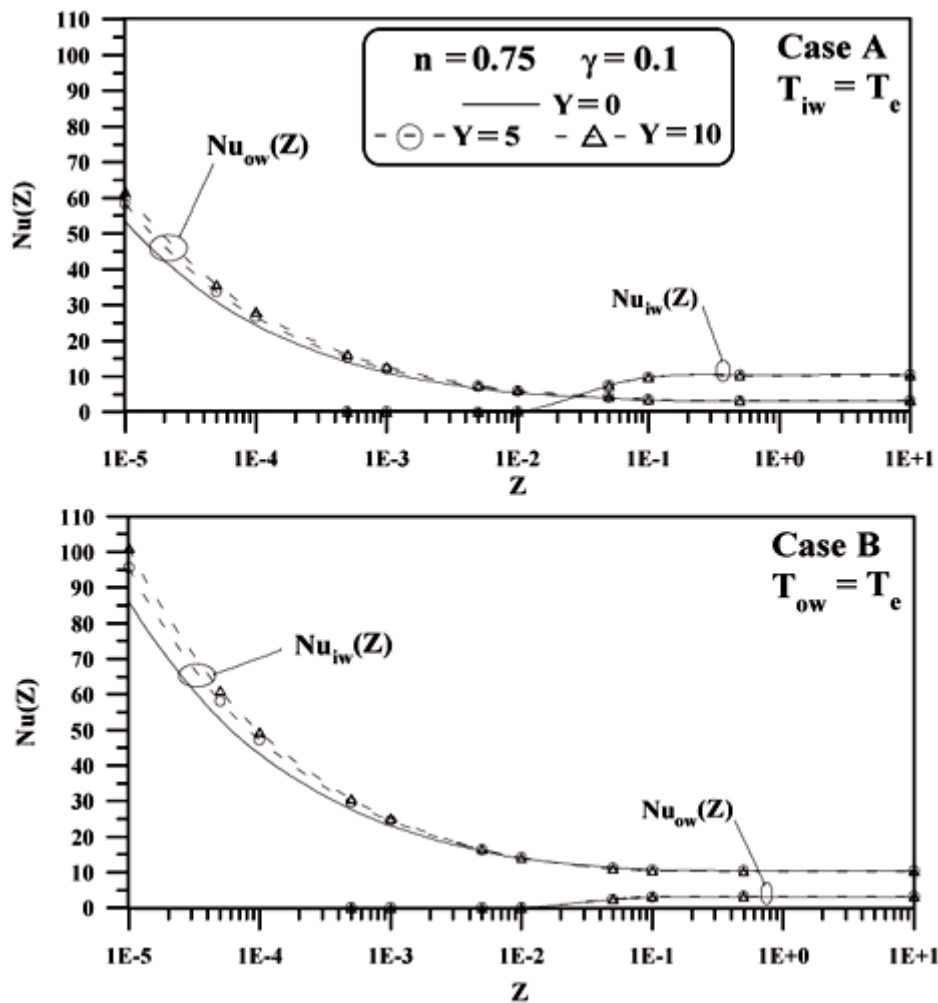 110
100
90
80
70
60
50
40
30
20
10
0
Nu(Z)
n = 0.75 γ = 0.1
Y = 0
Y = 5 Y = 10
Case A
T_iw = T_e
Nu_ow(Z)
Nu_iw(Z)
1E-5 1E-4 1E-3 1E-2 1E-1 1E+0 1E+1
Z
110
100
90
80
70
60
50
40
30
20
10
0
Nu(Z)
Case B
T_ow = T_e
Nu_iw(Z)
Nu_ow(Z)
1E-5 1E-4 1E-3 1E-2 1E-1 1E+0 1E+1
Z